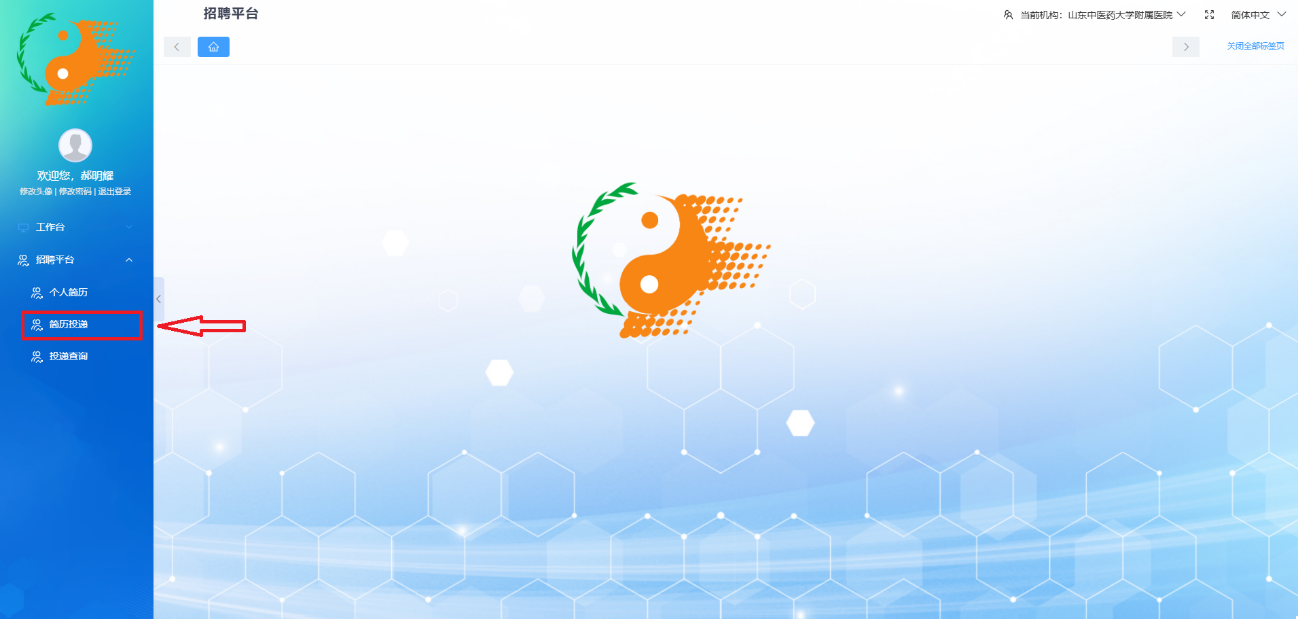 招聘平台
当前机构：山东中医药大学附属医院
简体中文
关闭全部标签页
欢迎您，郝明耀
修改头像 | 修改密码 | 退出登录
工作台
招聘平台
个人简历
简历投递
投递查询